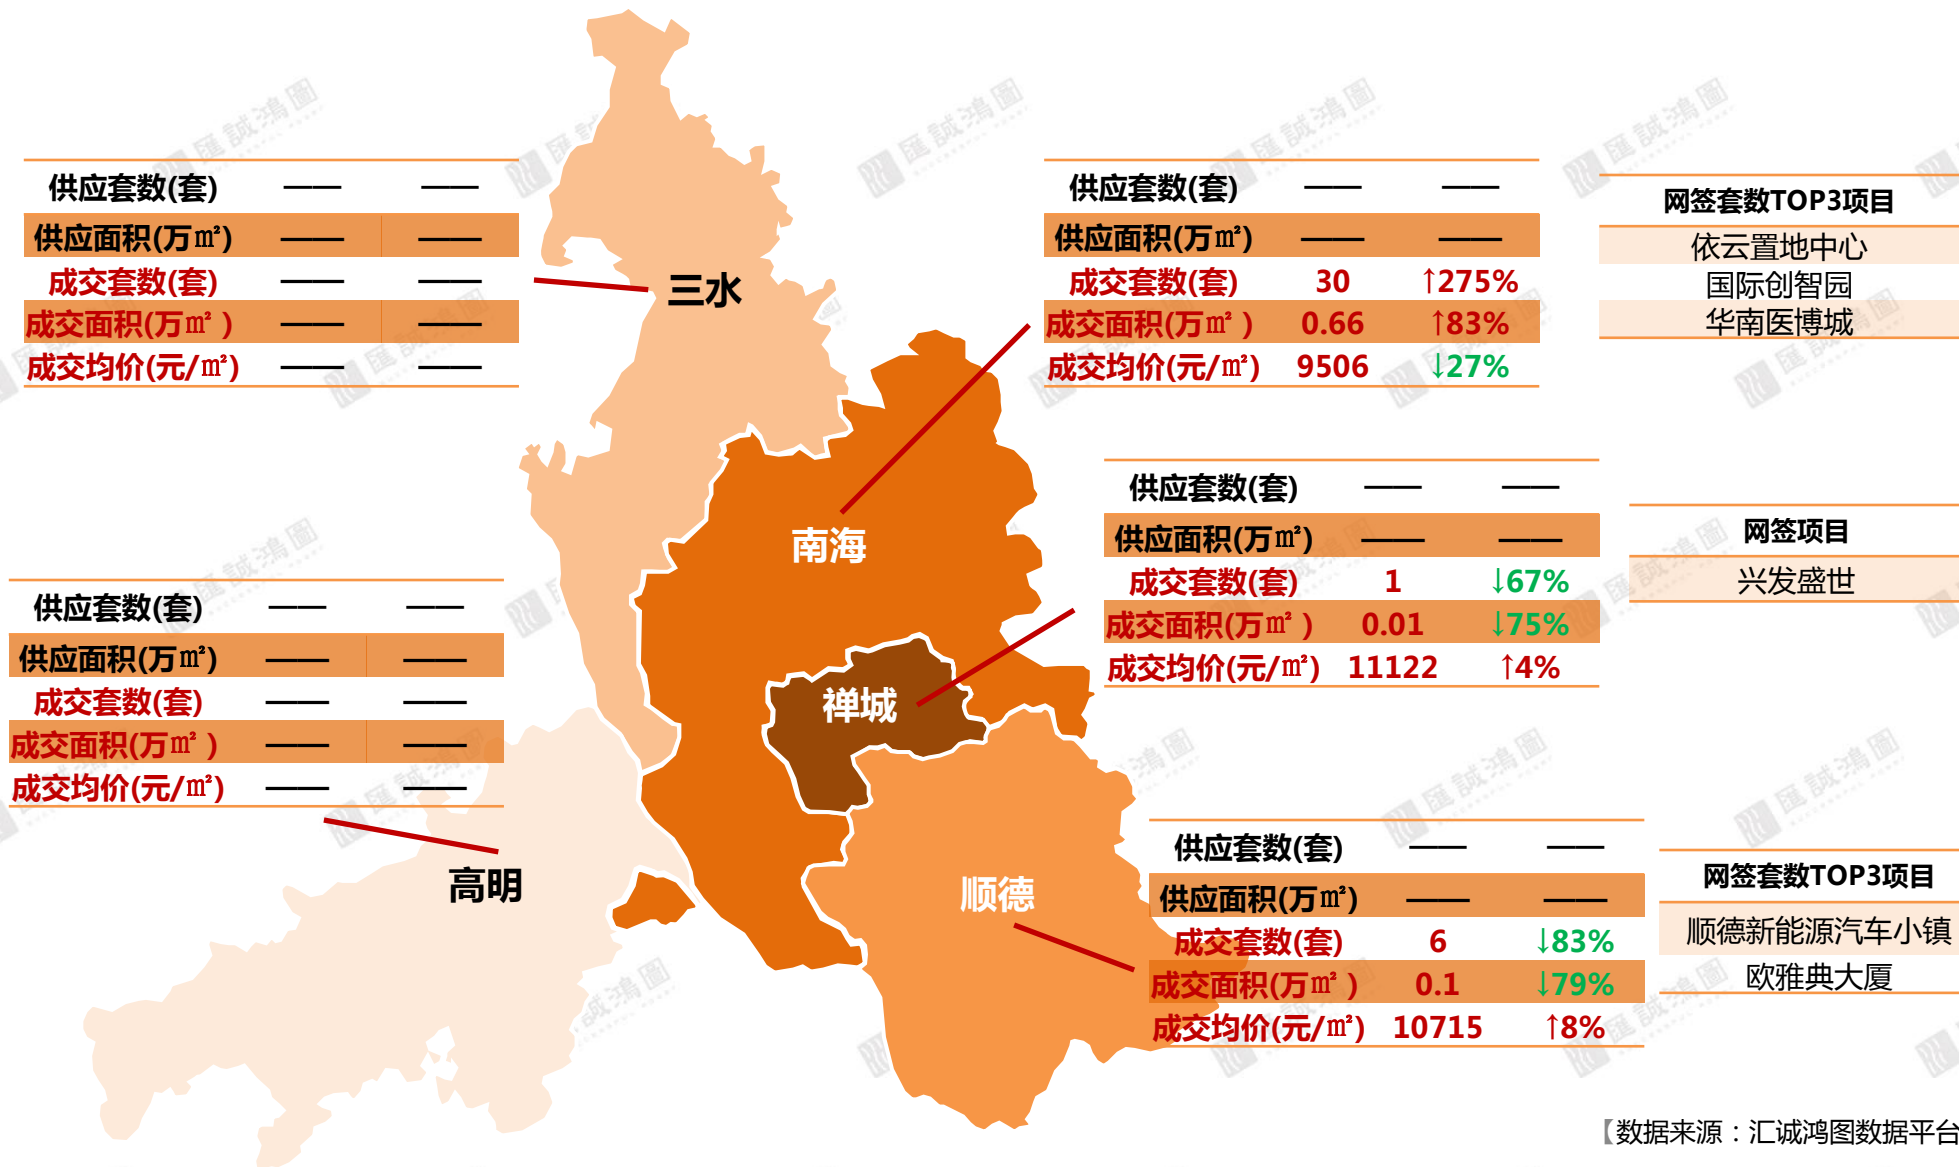 供应套数(套) —— ——
供应面积(万㎡) —— ——
成交套数(套) —— ——
成交面积(万㎡ ) —— ——
成交均价(元/㎡) —— ——
三水
供应套数(套) —— ——
供应面积(万㎡) —— ——
成交套数(套) 30 ↑275%
成交面积(万㎡ ) 0.66 ↑83%
成交均价(元/㎡) 9506 ↓27%
网签套数TOP3项目
依云置地中心
国际创智园
华南医博城
南海
供应套数(套) —— ——
供应面积(万㎡) —— ——
成交套数(套) 1 ↓67%
成交面积(万㎡ ) 0.01 ↓75%
成交均价(元/㎡) 11122 ↑4%
网签项目
兴发盛世
禅城
供应套数(套) —— ——
供应面积(万㎡) —— ——
成交套数(套) —— ——
成交面积(万㎡ ) —— ——
成交均价(元/㎡) —— ——
高明
顺德
供应套数(套) —— ——
供应面积(万㎡) —— ——
成交套数(套) 6 ↓83%
成交面积(万㎡ ) 0.1 ↓79%
成交均价(元/㎡) 10715 ↑8%
网签套数TOP3项目
顺德新能源汽车小镇
欧雅典大厦
【数据来源：汇诚鸿图数据平台
匯誠鴻圖